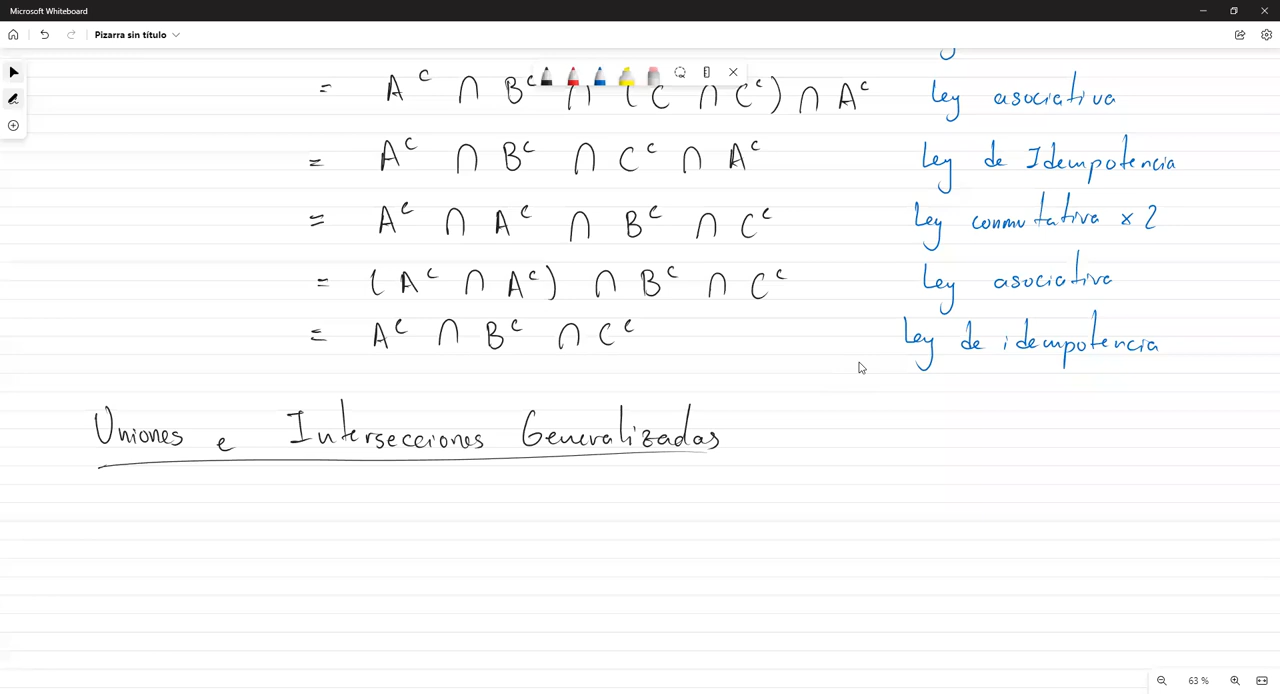 Microsoft Whiteboard
Pizarra sin título
= A^c ∩ B^c ∩ (C^c ∩ C^c) ∩ A^c Ley asociativa
= A^c ∩ B^c ∩ C^c ∩ A^c Ley de Idempotencia
= A^c ∩ A^c ∩ B^c ∩ C^c Ley conmutativa × 2
= (A^c ∩ A^c) ∩ B^c ∩ C^c Ley asociativa
= A^c ∩ B^c ∩ C^c Ley de idempotencia
Uniones e Intersecciones Generalizadas
63 %